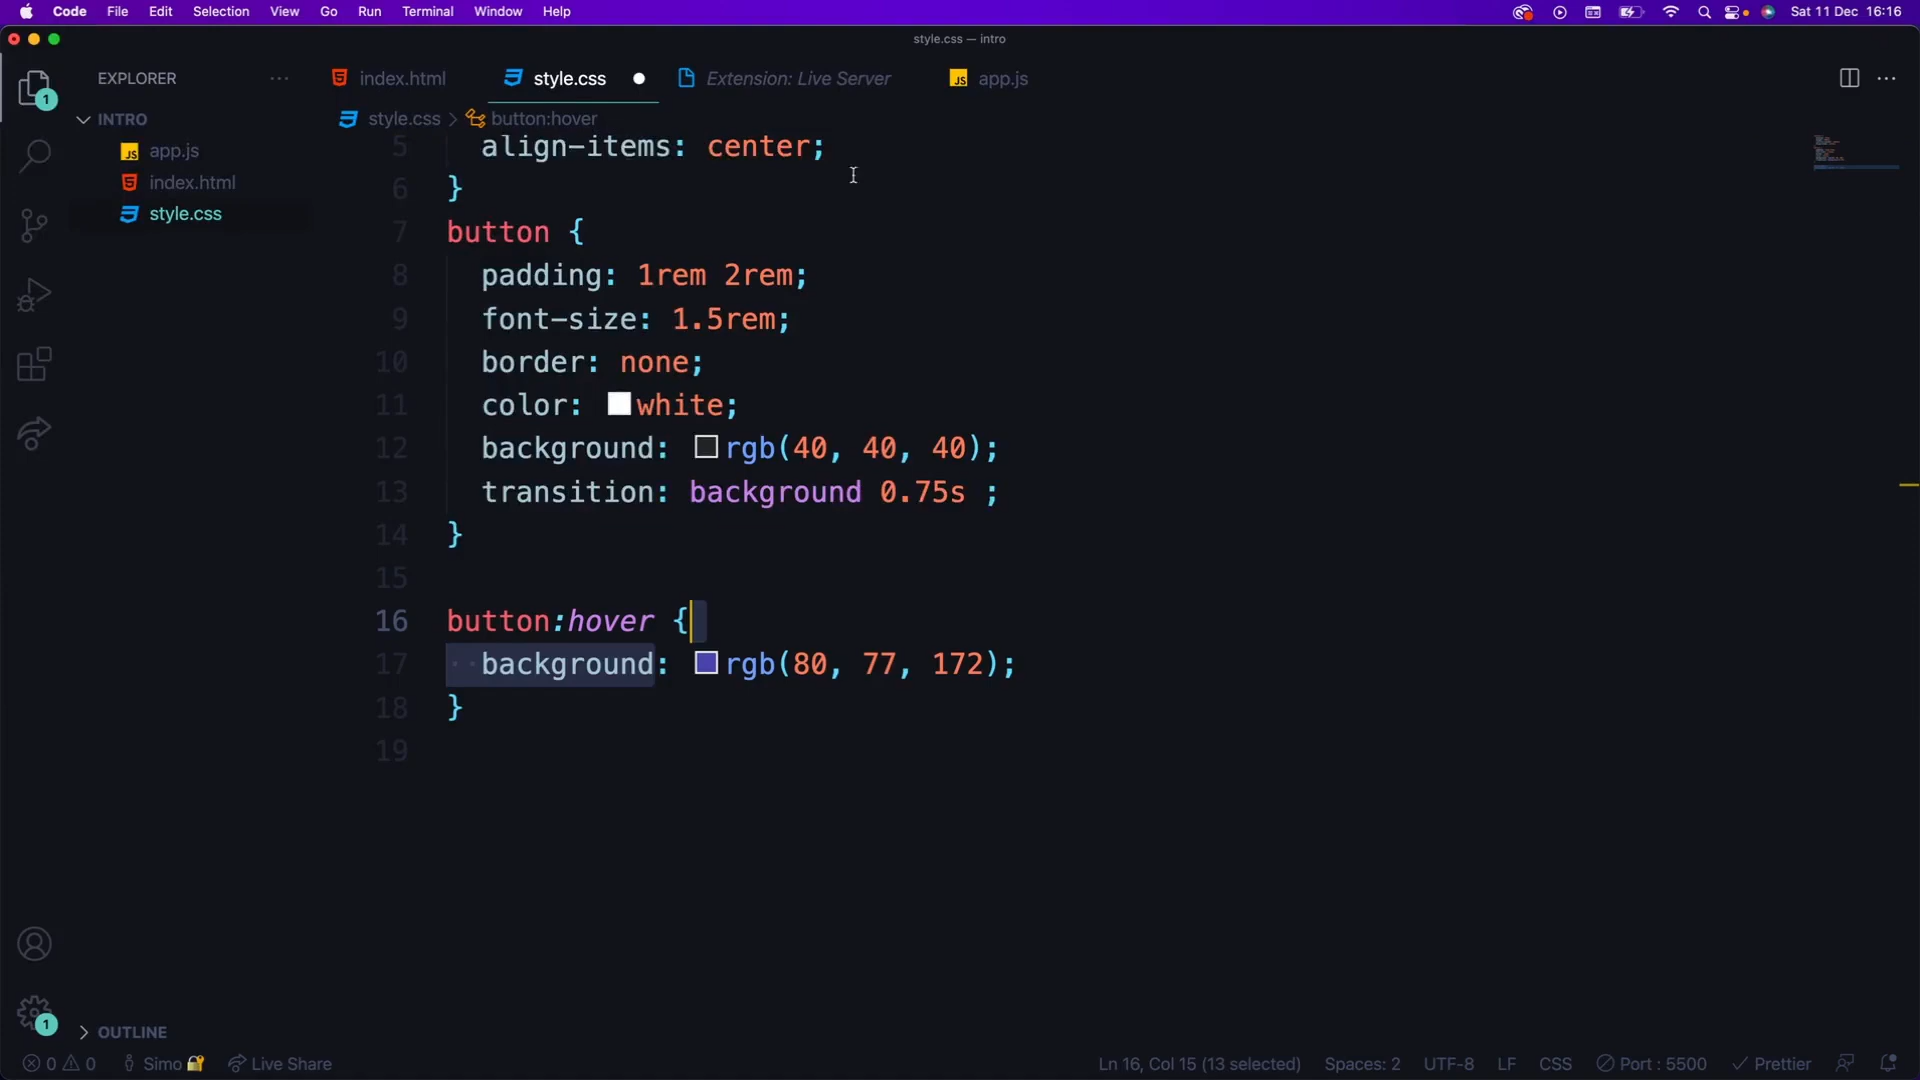 Code File Edit Selection View Go Run Terminal Window Help Sat 11 Dec 16:16
style.css — intro
EXPLORER ··· index.html style.css Extension: Live Server JS app.js ···
1
INTRO
style.css > button:hover
JS app.js
index.html
style.css
5 align-items: center;
6 }
7 button {
8 padding: 1rem 2rem;
9 font-size: 1.5rem;
10 border: none;
11 color: white;
12 background: rgb(40, 40, 40);
13 transition: background 0.75s ;
14 }
15
16 button:hover {
17 background: rgb(80, 77, 172);
18 }
19
1
OUTLINE
0 0 Simo Live Share Ln 16, Col 15 (13 selected) Spaces: 2 UTF-8 LF CSS Port : 5500 Prettier